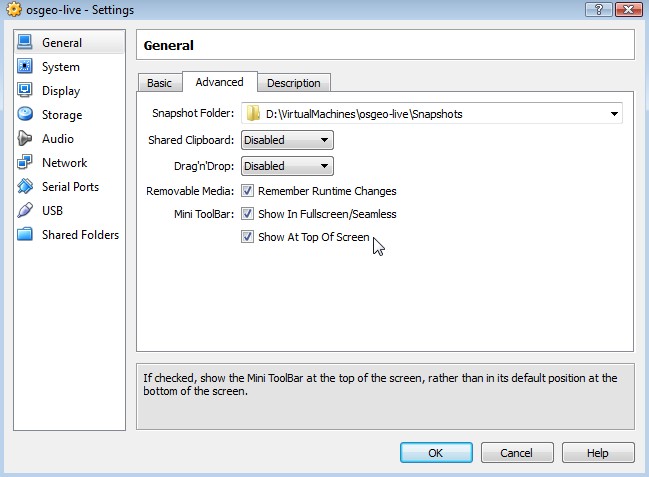 osgeo-live - Settings
General
System
Display
Storage
Audio
Network
Serial Ports
USB
Shared Folders
General
Basic Advanced Description
Snapshot Folder: D:\VirtualMachines\osgeo-live\Snapshots
Shared Clipboard: Disabled
Drag'n'Drop: Disabled
Removable Media: Remember Runtime Changes
Mini ToolBar: Show In Fullscreen/Seamless
Show At Top Of Screen
If checked, show the Mini ToolBar at the top of the screen, rather than in its default position at the
bottom of the screen.
OK Cancel Help